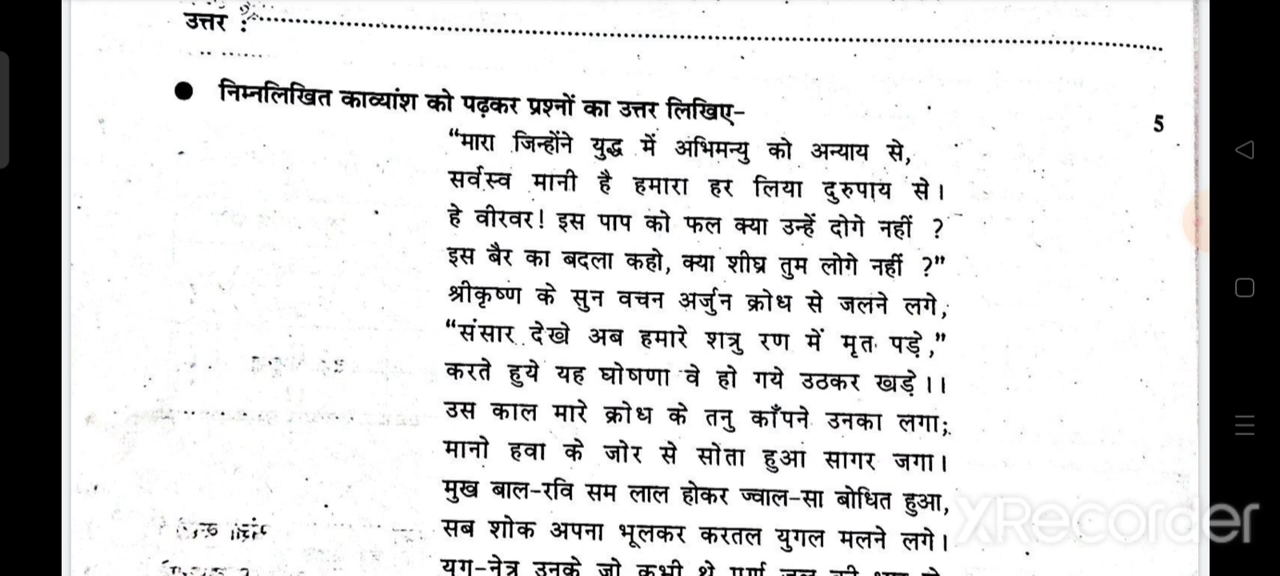 उत्तर :
● निम्नलिखित काव्यांश को पढ़कर प्रश्नों का उत्तर लिखिए- 5
“मारा जिन्होंने युद्ध में अभिमन्यु को अन्याय से,
सर्वस्व मानी है हमारा हर लिया दुरुपाय से।
हे वीरवर! इस पाप को फल क्या उन्हें दोगे नहीं ?
इस बैर का बदला कहो, क्या शीघ्र तुम लोगे नहीं ?”
श्रीकृष्ण के सुन वचन अर्जुन क्रोध से जलने लगे,
“संसार देखे अब हमारे शत्रु रण में मृत पड़े,”
करते हुये यह घोषणा वे हो गये उठकर खड़े।।
उस काल मारे क्रोध के तनु काँपने उनका लगा;
मानो हवा के जोर से सोता हुआ सागर जगा।
मुख बाल-रवि सम लाल होकर ज्वाल-सा बोधित हुआ,
सब शोक अपना भूलकर करतल युगल मलने लगे।
युग-नेत्र उनके जो कभी थे पूर्ण जल की
XRecorder